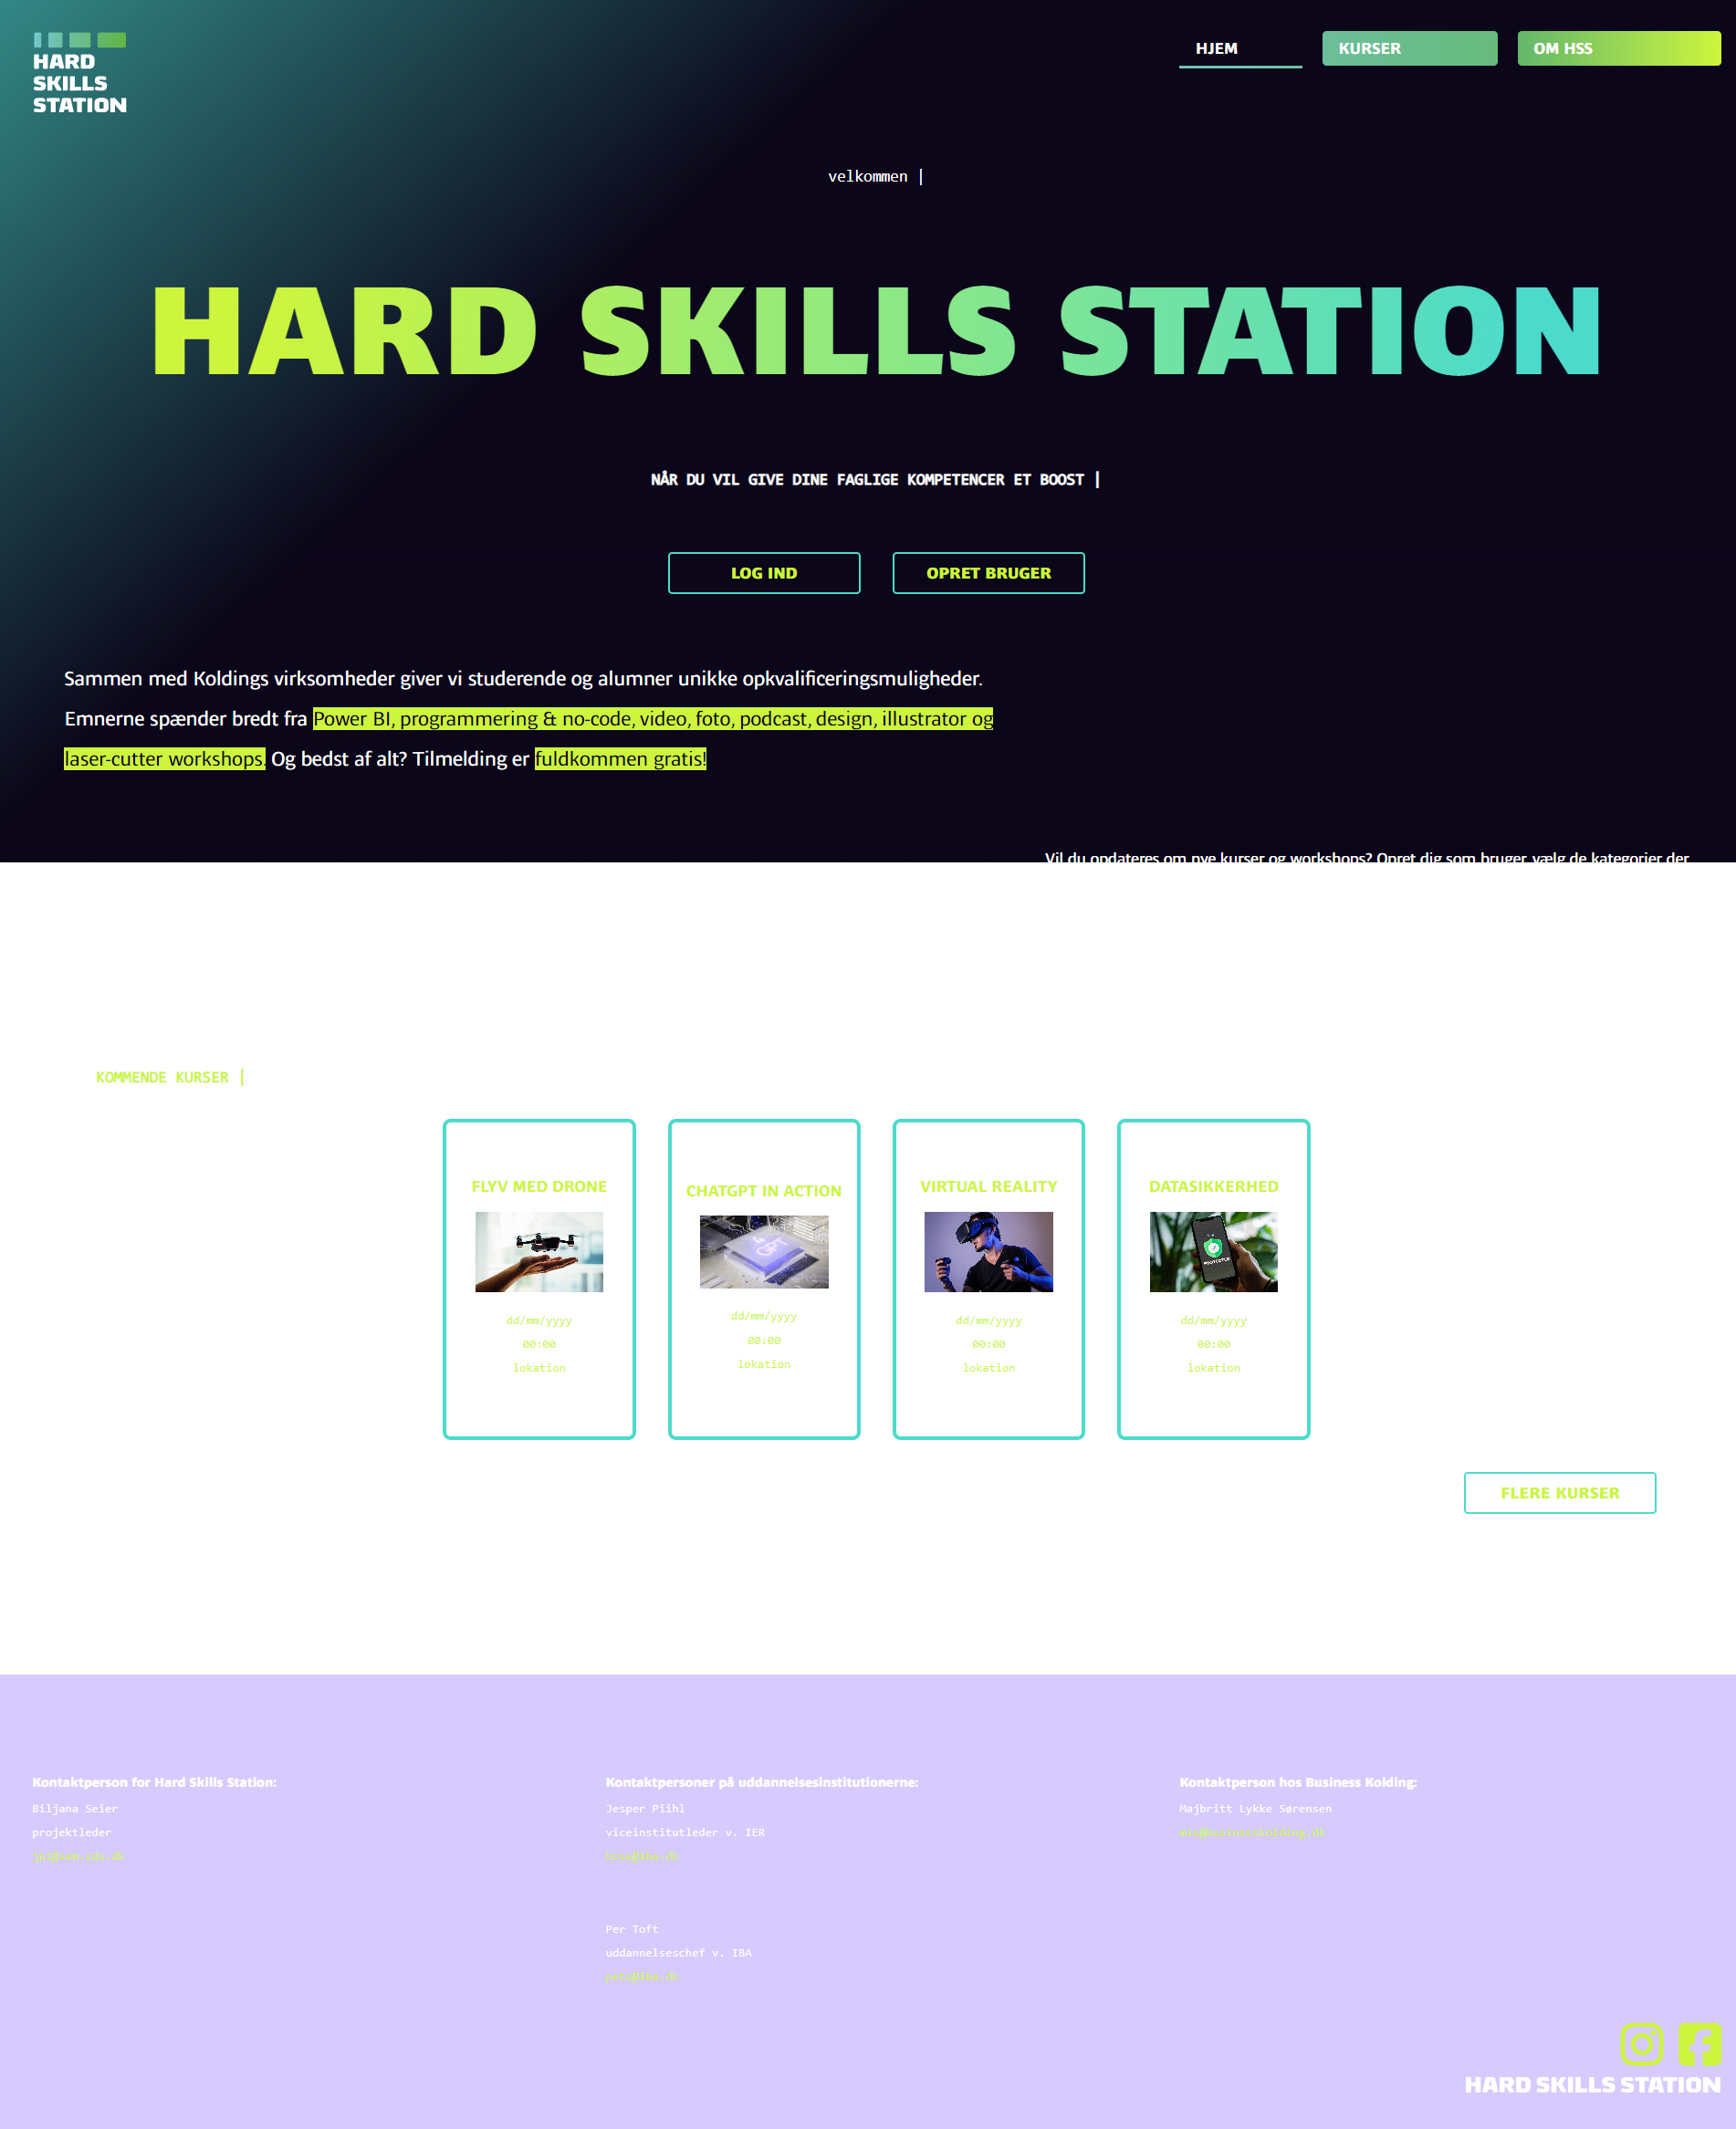 HARD
SKILLS
STATION
HJEM
KURSER
OM HSS
velkommen |
HARD SKILLS STATION
NÅR DU VIL GIVE DINE FAGLIGE KOMPETENCER ET BOOST |
LOG IND
OPRET BRUGER
Sammen med Koldings virksomheder giver vi studerende og alumner unikke opkvalificeringsmuligheder.
Emnerne spænder bredt fra Power BI, programmering & no-code, video, foto, podcast, design, illustrator og
laser-cutter workshops. Og bedst af alt? Tilmelding er fuldkommen gratis!
Vil du opdateres om nye kurser og workshops? Opret dig som bruger, vælg de kategorier der
KOMMENDE KURSER |
FLYV MED DRONE
dd/mm/yyyy
00:00
lokation
CHATGPT IN ACTION
GPT
dd/mm/yyyy
00:00
lokation
VIRTUAL REALITY
dd/mm/yyyy
00:00
lokation
DATASIKKERHED
dd/mm/yyyy
00:00
lokation
FLERE KURSER
Kontaktperson for Hard Skills Station:
Biljana Seier
projektleder
Kontaktpersoner på uddannelsesinstitutionerne:
Jesper Piihl
viceinstitutleder v. IER
Per Toft
uddannelseschef v. IBA
Kontaktperson hos Business Kolding:
Majbritt Lykke Sørensen
HARD SKILLS STATION